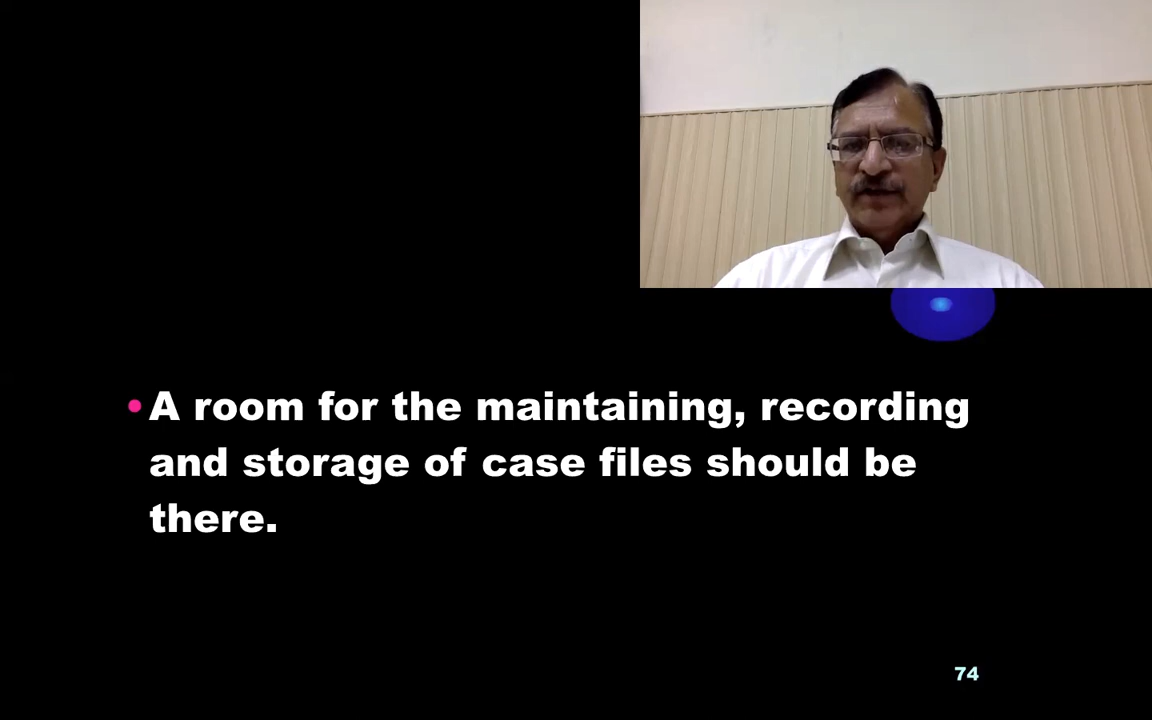 • A room for the maintaining, recording
and storage of case files should be
there.
74